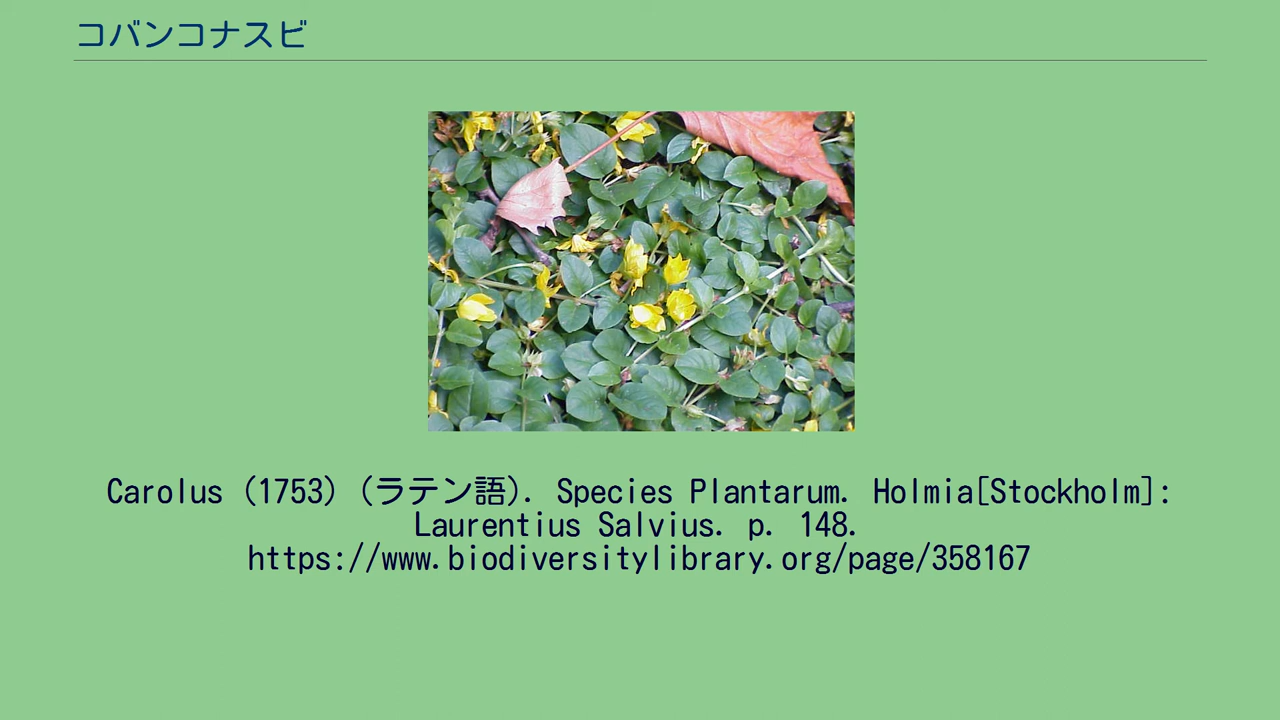 コバンコナスビ
Carolus (1753) (ラテン語). Species Plantarum. Holmia[Stockholm]:
Laurentius Salvius. p. 148.
https://www.biodiversitylibrary.org/page/358167